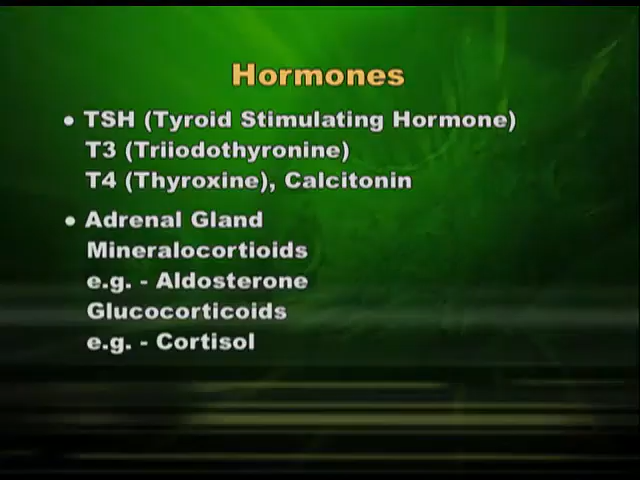 Hormones
• TSH (Tyroid Stimulating Hormone)
T3 (Triiodothyronine)
T4 (Thyroxine), Calcitonin
• Adrenal Gland
Mineralocortioids
e.g. - Aldosterone
Glucocorticoids
e.g. - Cortisol